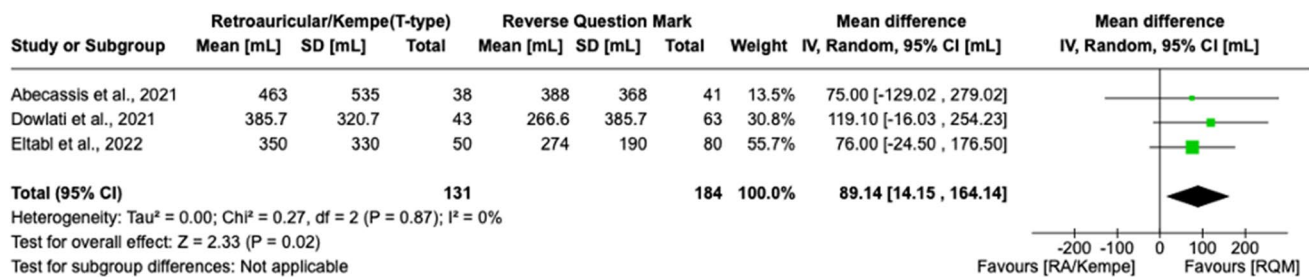 Retroauricular/Kempe(T-type) Reverse Question Mark Mean difference Mean difference
Study or Subgroup Mean [mL] SD [mL] Total Mean [mL] SD [mL] Total Weight IV, Random, 95% CI [mL] IV, Random, 95% CI [mL]
Abecassis et al., 2021 463 535 38 388 368 41 13.5% 75.00 [-129.02 , 279.02]
Dowlati et al., 2021 385.7 320.7 43 266.6 385.7 63 30.8% 119.10 [-16.03 , 254.23]
Eltabl et al., 2022 350 330 50 274 190 80 55.7% 76.00 [-24.50 , 176.50]
Total (95% CI) 131 184 100.0% 89.14 [14.15 , 164.14]
Heterogeneity: Tau² = 0.00; Chi² = 0.27, df = 2 (P = 0.87); I² = 0%
Test for overall effect: Z = 2.33 (P = 0.02) -200 -100 0 100 200
Test for subgroup differences: Not applicable Favours [RA/Kempe] Favours [RQM]